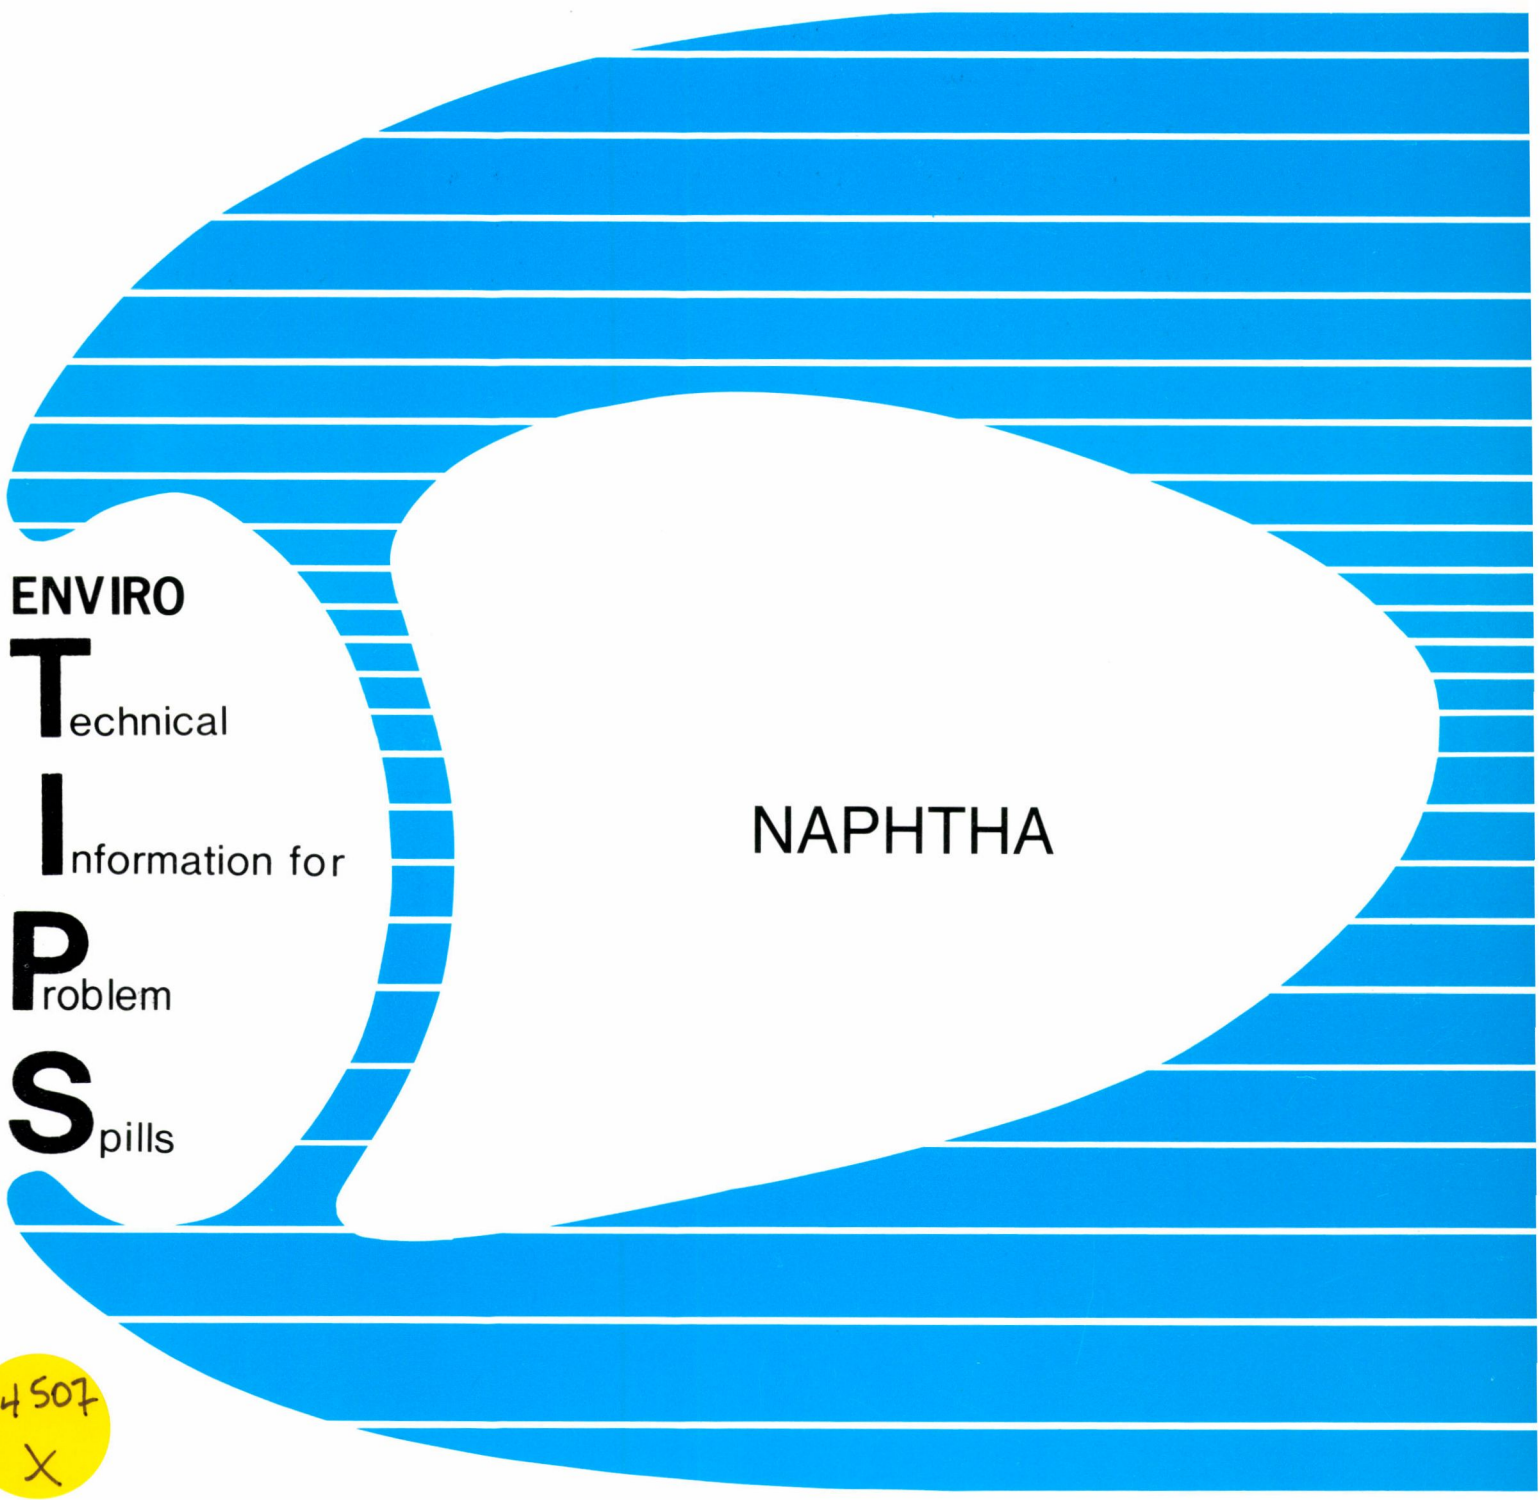 ENVIRO
Technical
Information for
Problem
Spills
NAPHTHA
4507
X